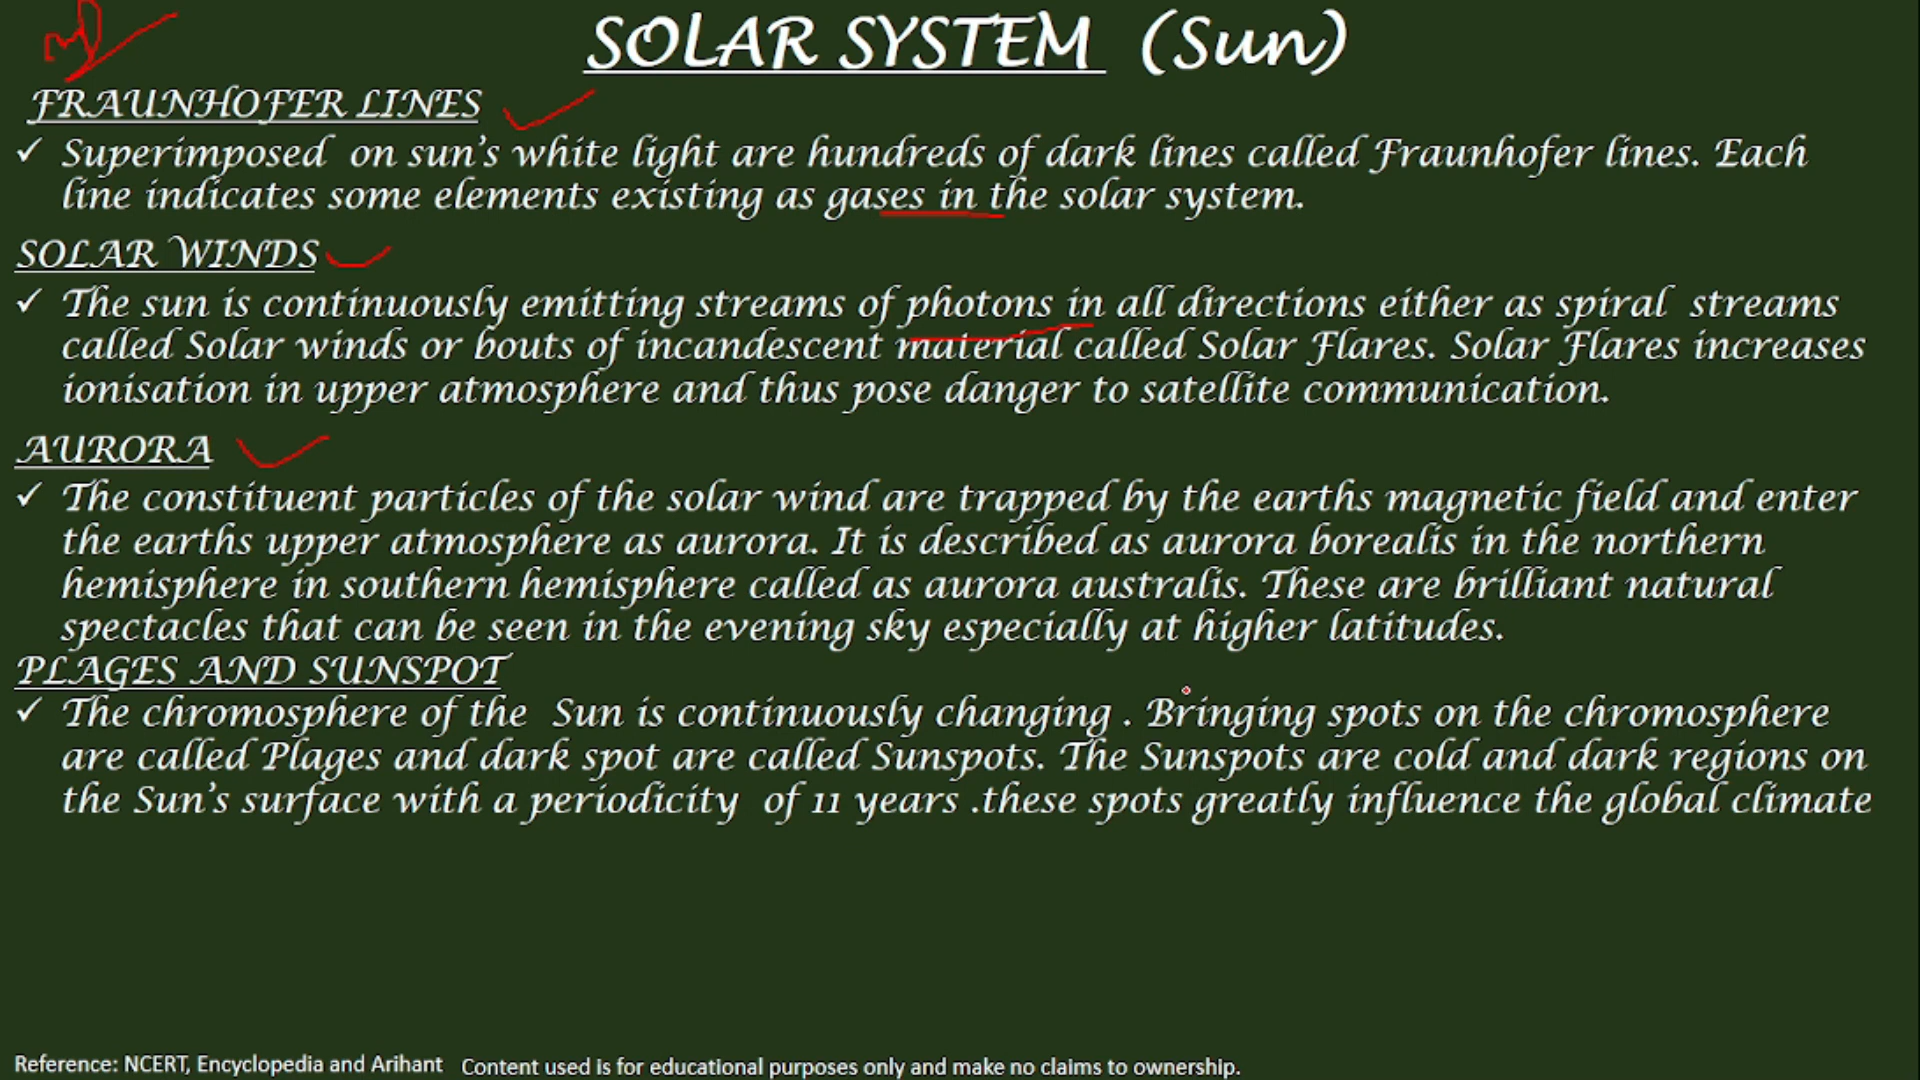 SOLAR SYSTEM (Sun)
FRAUNHOFER LINES
✓ Superimposed on sun's white light are hundreds of dark lines called Fraunhofer lines. Each
line indicates some elements existing as gases in the solar system.
SOLAR WINDS
✓ The sun is continuously emitting streams of photons in all directions either as spiral streams
called Solar winds or bouts of incandescent material called Solar Flares. Solar Flares increases
ionisation in upper atmosphere and thus pose danger to satellite communication.
AURORA
✓ The constituent particles of the solar wind are trapped by the earths magnetic field and enter
the earths upper atmosphere as aurora. It is described as aurora borealis in the northern
hemisphere in southern hemisphere called as aurora australis. These are brilliant natural
spectacles that can be seen in the evening sky especially at higher latitudes.
PLAGES AND SUNSPOT
✓ The chromosphere of the Sun is continuously changing . Bringing spots on the chromosphere
are called Plages and dark spot are called Sunspots. The Sunspots are cold and dark regions on
the Sun's surface with a periodicity of 11 years .these spots greatly influence the global climate
Reference: NCERT, Encyclopedia and Arihant Content used is for educational purposes only and make no claims to ownership.